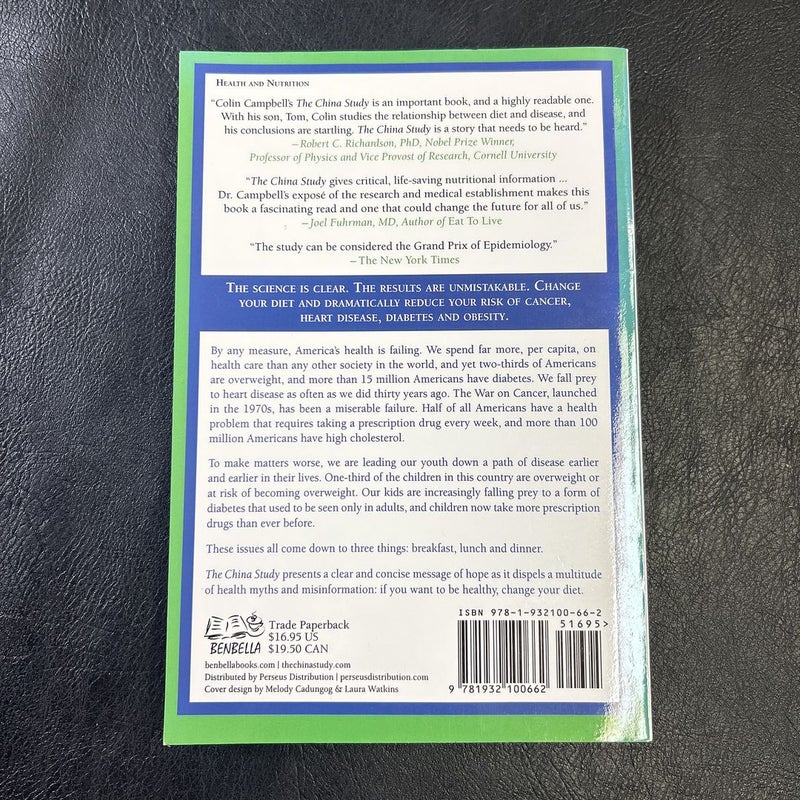 Health and Nutrition
“Colin Campbell's The China Study is an important book, and a highly readable one.
With his son, Tom, Colin studies the relationship between diet and disease, and
his conclusions are startling. The China Study is a story that needs to be heard.”
—Robert C. Richardson, PhD, Nobel Prize Winner,
Professor of Physics and Vice Provost of Research, Cornell University
“The China Study gives critical, life-saving nutritional information ...
Dr. Campbell's exposé of the research and medical establishment makes this
book a fascinating read and one that could change the future for all of us.”
—Joel Fuhrman, MD, Author of Eat To Live
“The study can be considered the Grand Prix of Epidemiology.”
—The New York Times
The science is clear. The results are unmistakable. Change
your diet and dramatically reduce your risk of cancer,
heart disease, diabetes and obesity.
By any measure, America's health is failing. We spend far more, per capita, on
health care than any other society in the world, and yet two-thirds of Americans
are overweight, and more than 15 million Americans have diabetes. We fall prey
to heart disease as often as we did thirty years ago. The War on Cancer, launched
in the 1970s, has been a miserable failure. Half of all Americans have a health
problem that requires taking a prescription drug every week, and more than 100
million Americans have high cholesterol.
To make matters worse, we are leading our youth down a path of disease earlier
and earlier in their lives. One-third of the children in this country are overweight or
at risk of becoming overweight. Our kids are increasingly falling prey to a form of
diabetes that used to be seen only in adults, and children now take more prescription
drugs than ever before.
These issues all come down to three things: breakfast, lunch and dinner.
The China Study presents a clear and concise message of hope as it dispels a multitude
of health myths and misinformation: if you want to be healthy, change your diet.
BENBELLA
Trade Paperback
$16.95 US
$19.50 CAN
benbellabooks.com | thechinastudy.com
Distributed by Perseus Distribution | perseusdistribution.com
Cover design by Melody Cadungog & Laura Watkins
ISBN 978-1-932100-66-2
51695>
9 781932 100662